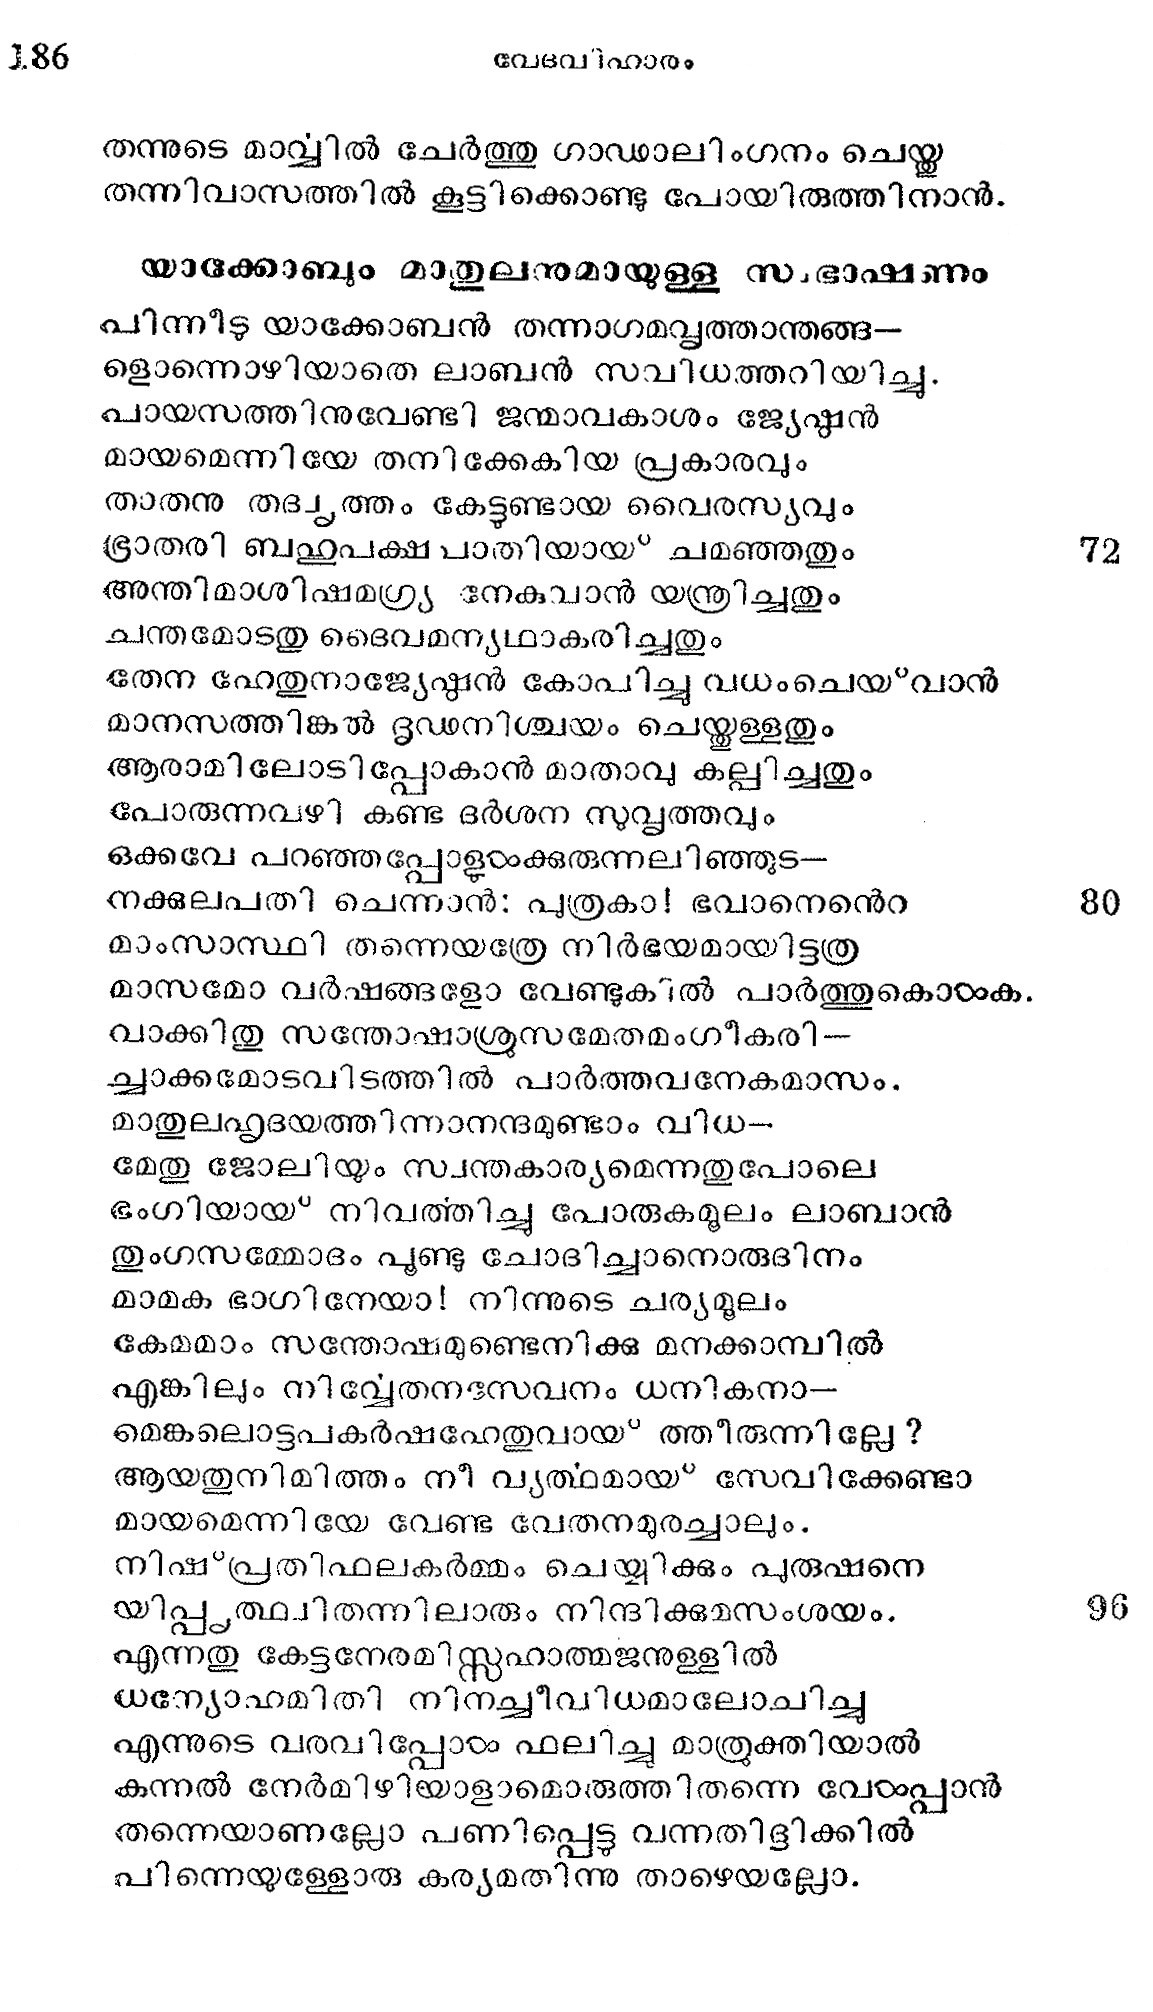 186
വേദവിഹാരം
തന്നുടെ മാൎവ്വിൽ ചേർത്തു ഗാഢാലിംഗനം ചെയ്തു
തന്നിവാസത്തിൽ കൂട്ടിക്കൊണ്ടു പോയിരുത്തിനാൻ.
യാക്കോബും മാതുലനുമായുള്ള സംഭാഷണം
പിന്നീടു യാക്കോബൻ തന്നാഗമവൃത്താന്തങ്ങ—
ളൊന്നൊഴിയാതെ ലാബൻ സവിധത്തറിയിച്ചു.
പായസത്തിനുവേണ്ടി ജന്മാവകാശം ജ്യേഷ്ഠൻ
മായമെന്നിയേ തനിക്കേകിയ പ്രകാരവും
താതനു തദ്വൃത്തം കേട്ടുണ്ടായ വൈരസ്യവും
ഭ്രാതരി ബഹുപക്ഷപാതിയായ് ചമഞ്ഞതും 72
അന്തിമാശിഷമഗ്ര്യ നേകുവാൻ യന്ത്രിച്ചതും
ചന്തമോടതു ദൈവമന്യഥാകരിച്ചതും
തേന ഹേതുനാജ്യേഷ്ഠൻ കോപിച്ചു വധംചെയ്‌വാൻ
മാനസത്തിങ്കൽ ദൃഢനിശ്ചയം ചെയ്തുള്ളതും
ആരാമിലോടിപ്പോകാൻ മാതാവു കല്പിച്ചതും
പോരുന്നവഴി കണ്ട ദർശന സുവൃത്തവും
ഒക്കവേ പറഞ്ഞപ്പോളൂൾക്കുരുന്നലിഞ്ഞുട—
നക്കുലപതി ചെന്നാൻ: പുത്രകാ! ഭവാനെൻെറ 80
മാംസാസ്ഥി തന്നെയത്രേ നിർഭയമായിട്ടത്ര
മാസമോ വർഷങ്ങളോ വേണ്ടുകിൽ പാർത്തുകൊൾക.
വാക്കിതു സന്തോഷാശ്രുസമേതമംഗീകരി—
ച്ചാക്കമോടവിടത്തിൽ പാർത്തവനേകമാസം.
മാതുലഹൃദയത്തിന്നാനന്ദമുണ്ടാം വിധ—
മേതു ജോലിയും സ്വന്തകാര്യമെന്നതുപോലെ
ഭംഗിയായ് നിവൎത്തിച്ചു പോരുകമൂലം ലാബാൻ
തുംഗസമ്മോദം പൂണ്ടു ചോദിച്ചാനൊരുദിനം
മാമക ഭാഗിനേയാ! നിന്നുടെ ചര്യമൂലം
കേമമാം സന്തോഷമുണ്ടെനിക്കു മനക്കാമ്പിൽ
എങ്കിലും നിൎവ്വേതനസേവനം ധനികനാ—
മെങ്കലൊട്ടപകർഷഹേതുവായ് ത്തീരുന്നില്ലേ?
ആയതുനിമിത്തം നീ വ്യൎത്ഥമായ് സേവിക്കേണ്ടാ
മായമെന്നിയേ വേണ്ട വേതനമുരച്ചാലും.
നിഷ്പ്രതിഫലകർമ്മം ചെയ്യിക്കും പുരുഷനെ
യിപ്പൃത്ഥ്വിതന്നിലാരും നിന്ദിക്കുമസംശയം. 96
എന്നതു കേട്ടനേരമിസ്സഹാത്മജനുള്ളിൽ
ധന്യോഹമിതി നിനച്ചീവിധമാലോചിച്ചു
എന്നുടെ വരവിപ്പോൾ ഫലിച്ചു മാത്രുക്തിയാൽ
കന്നൽ നേർമിഴിയാളാമൊരുത്തിതന്നെ വേൾപ്പാൻ
തന്നെയാണല്ലോ പണിപ്പെട്ടു വന്നതിദ്ദിക്കിൽ
പിന്നെയുള്ളോരു കര്യമതിന്നു താഴെയല്ലോ.